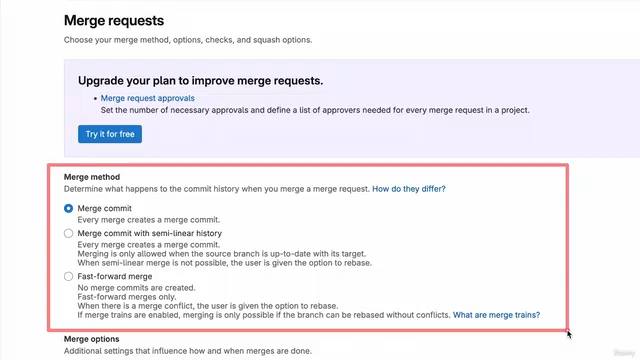 Merge requests
Choose your merge method, options, checks, and squash options.
Upgrade your plan to improve merge requests.
• Merge request approvals
Set the number of necessary approvals and define a list of approvers needed for every merge request in a project.
Try it for free
Merge method
Determine what happens to the commit history when you merge a merge request. How do they differ?
Merge commit
Every merge creates a merge commit.
Merge commit with semi-linear history
Every merge creates a merge commit.
Merging is only allowed when the source branch is up-to-date with its target.
When semi-linear merge is not possible, the user is given the option to rebase.
Fast-forward merge
No merge commits are created.
Fast-forward merges only.
When there is a merge conflict, the user is given the option to rebase.
If merge trains are enabled, merging is only possible if the branch can be rebased without conflicts. What are merge trains?
Merge options
Additional settings that influence how and when merges are done.